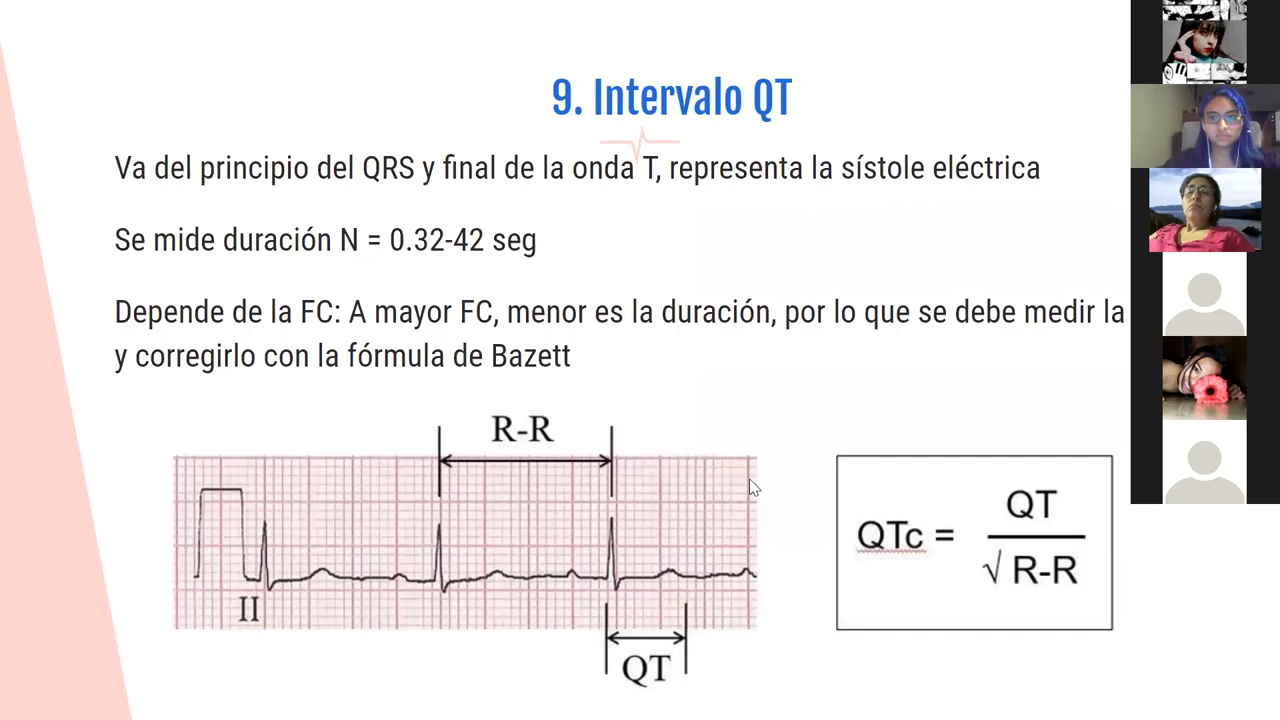 9. Intervalo QT
Va del principio del QRS y final de la onda T, representa la sístole eléctrica
Se mide duración N = 0.32-42 seg
Depende de la FC: A mayor FC, menor es la duración, por lo que se debe medir la
y corregirlo con la fórmula de Bazett
R-R
II
QT
QTc = QT
√ R-R